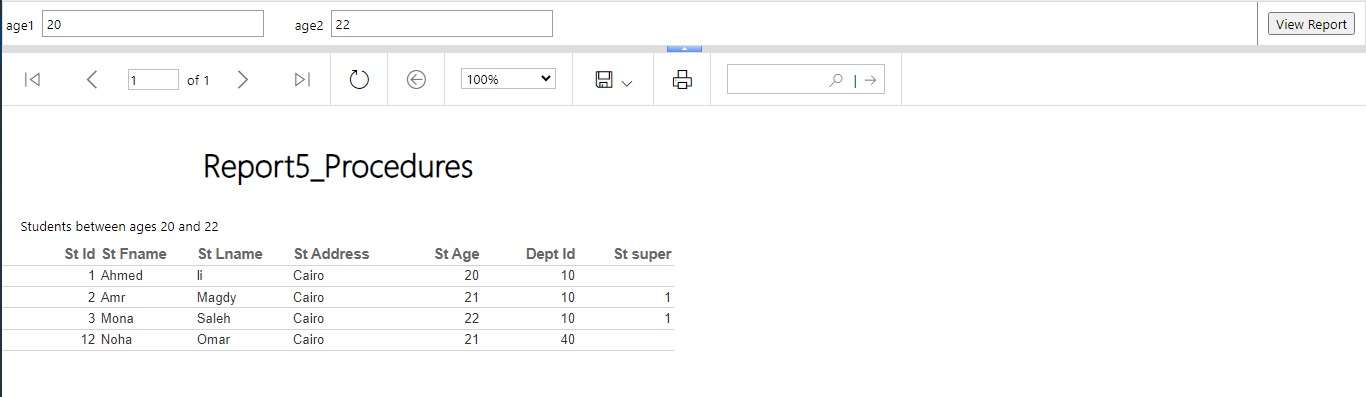 age1 20 age2 22 View Report
1 of 1 100% |
Report5_Procedures
Students between ages 20 and 22
St Id St Fname St Lname St Address St Age Dept Id St super
1 Ahmed li Cairo 20 10
2 Amr Magdy Cairo 21 10 1
3 Mona Saleh Cairo 22 10 1
12 Noha Omar Cairo 21 40